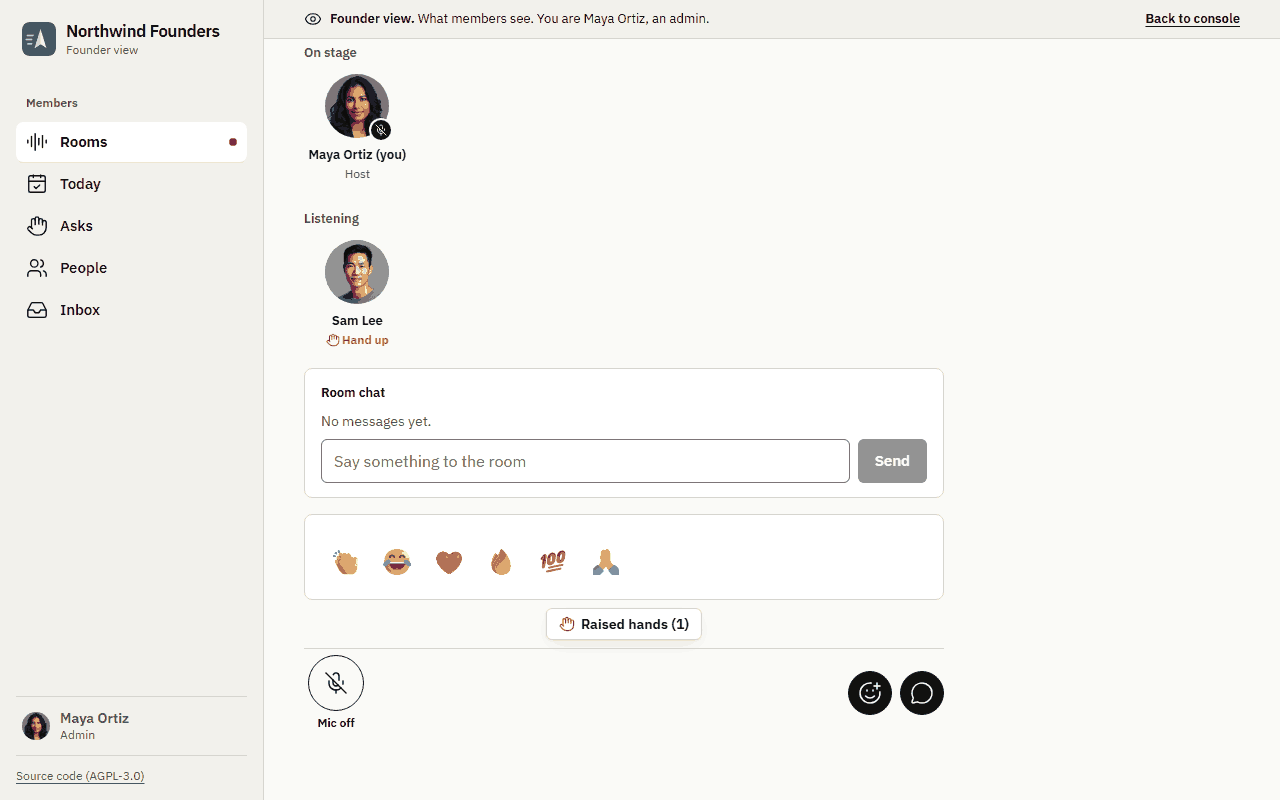 Northwind Founders
Founder view
Members
Rooms
Today
Asks
People
Inbox
Maya Ortiz
Admin
Source code (AGPL-3.0)
Founder view. What members see. You are Maya Ortiz, an admin.
Back to console
On stage
Maya Ortiz (you)
Host
Listening
Sam Lee
Hand up
Room chat
No messages yet.
Say something to the room
Send
100
Raised hands (1)
Mic off